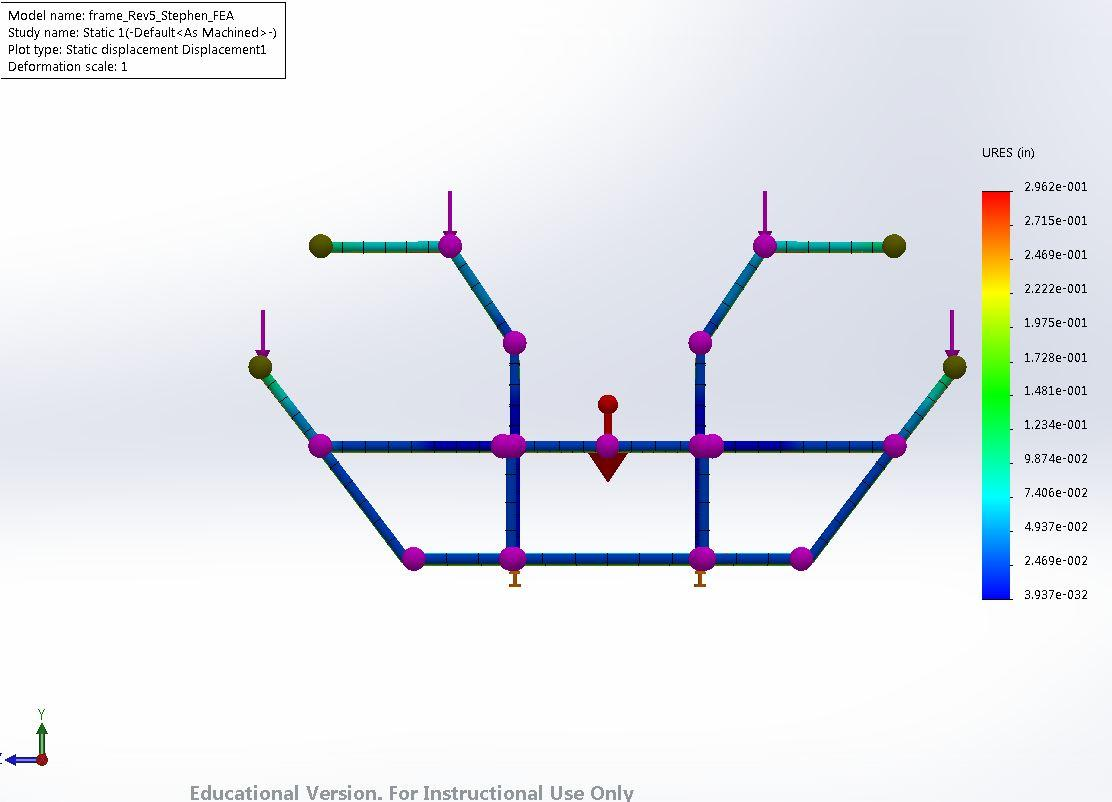 Model name: frame_Rev5_Stephen_FEA
Study name: Static 1(-Default<As Machined>-)
Plot type: Static displacement Displacement1
Deformation scale: 1
URES (in)
2.962e-001
2.715e-001
2.469e-001
2.222e-001
1.975e-001
1.728e-001
1.481e-001
1.234e-001
9.874e-002
7.406e-002
4.937e-002
2.469e-002
3.937e-032
Y
Educational Version. For Instructional Use Only